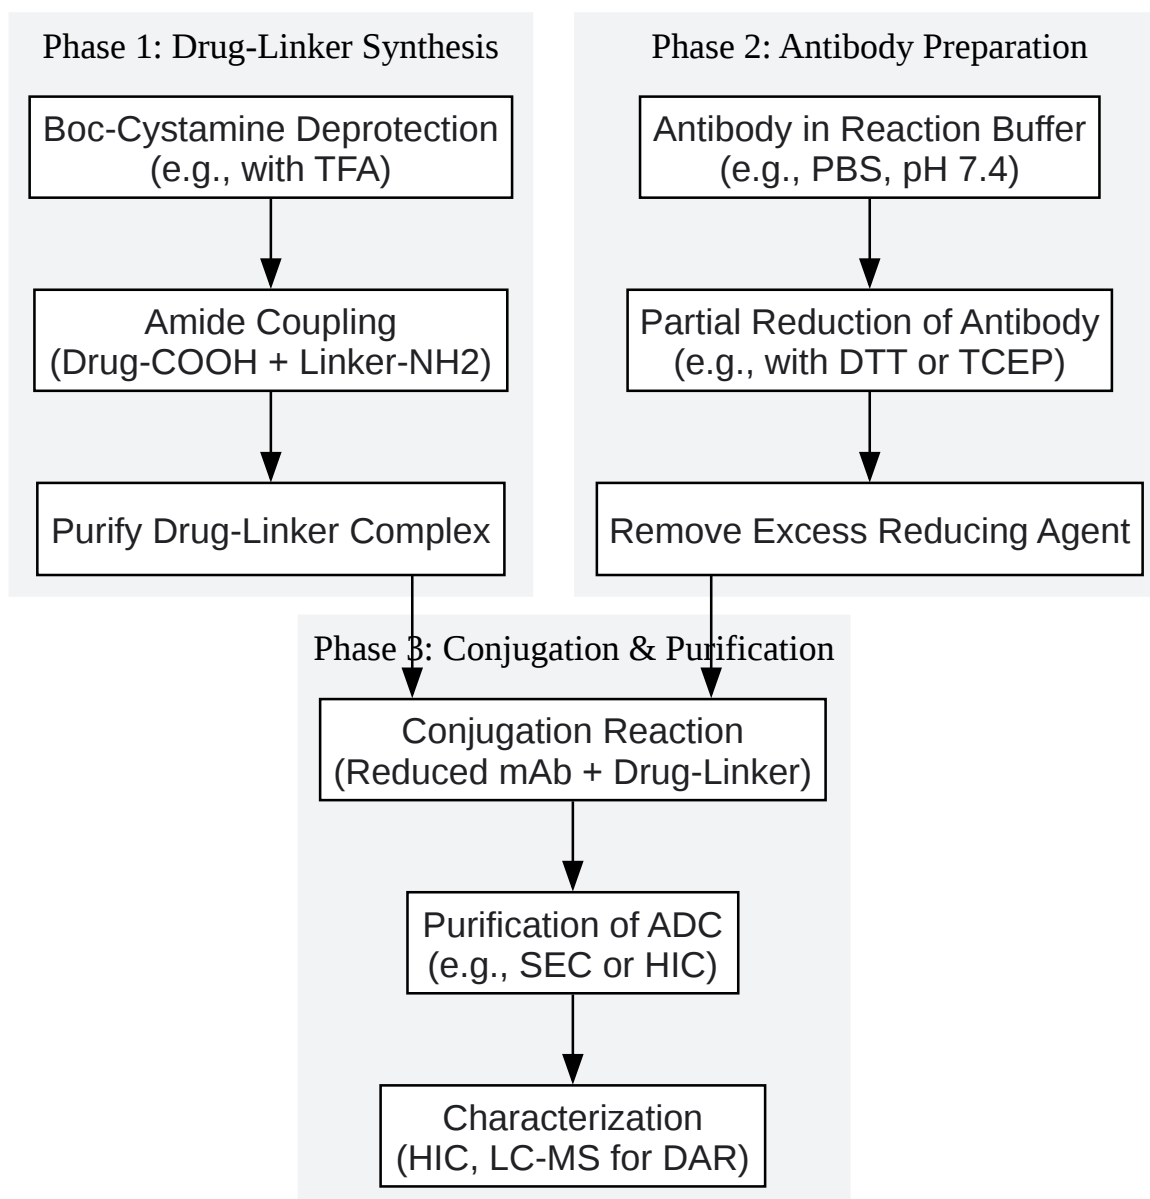 Phase 1: Drug-Linker Synthesis
Boc-Cystamine Deprotection
(e.g., with TFA)
Amide Coupling
(Drug-COOH + Linker-NH2)
Purify Drug-Linker Complex
Phase 2: Antibody Preparation
Antibody in Reaction Buffer
(e.g., PBS, pH 7.4)
Partial Reduction of Antibody
(e.g., with DTT or TCEP)
Remove Excess Reducing Agent
Phase 3: Conjugation & Purification
Conjugation Reaction
(Reduced mAb + Drug-Linker)
Purification of ADC
(e.g., SEC or HIC)
Characterization
(HIC, LC-MS for DAR)